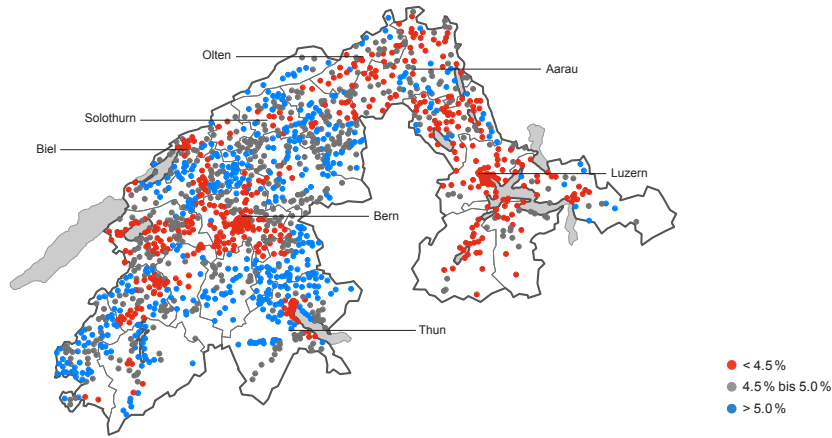 Olten
Aarau
Solothurn
Biel
Luzern
Bern
Thun
< 4.5 %
4.5 % bis 5.0 %
> 5.0 %